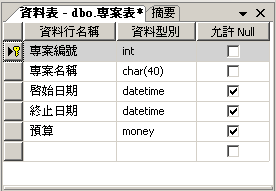 資料表 - dbo.專案表* 摘要
資料行名稱 資料型別 允許 Null
專案編號 int
專案名稱 char(40)
啓始日期 datetime
終止日期 datetime
預算 money